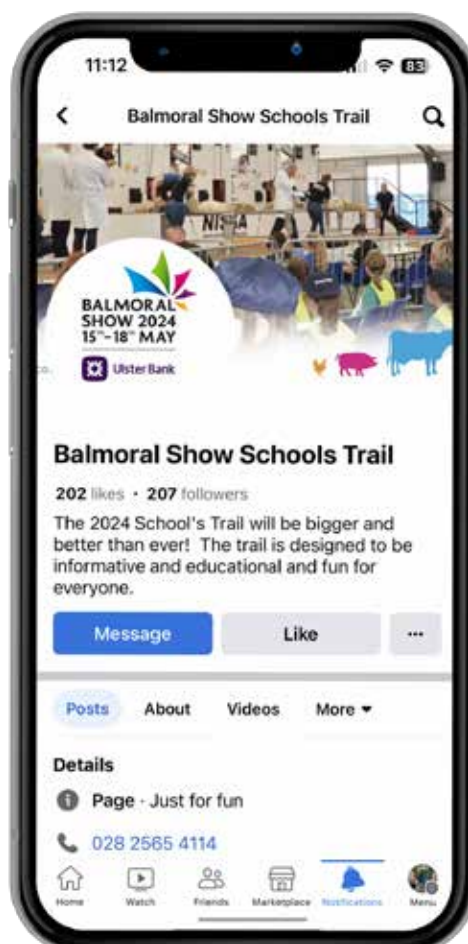 11:12
83
Balmoral Show Schools Trail
NISHA
BALMORAL
SHOW 2024
15TH-18TH MAY
co.
Ulster Bank
Balmoral Show Schools Trail
202 likes · 207 followers
The 2024 School's Trail will be bigger and
better than ever! The trail is designed to be
informative and educational and fun for
everyone.
Message
Like
Posts
About
Videos
More
Details
Page · Just for fun
028 2565 4114
Home
Watch
Friends
Marketplace
Notifications
Menu